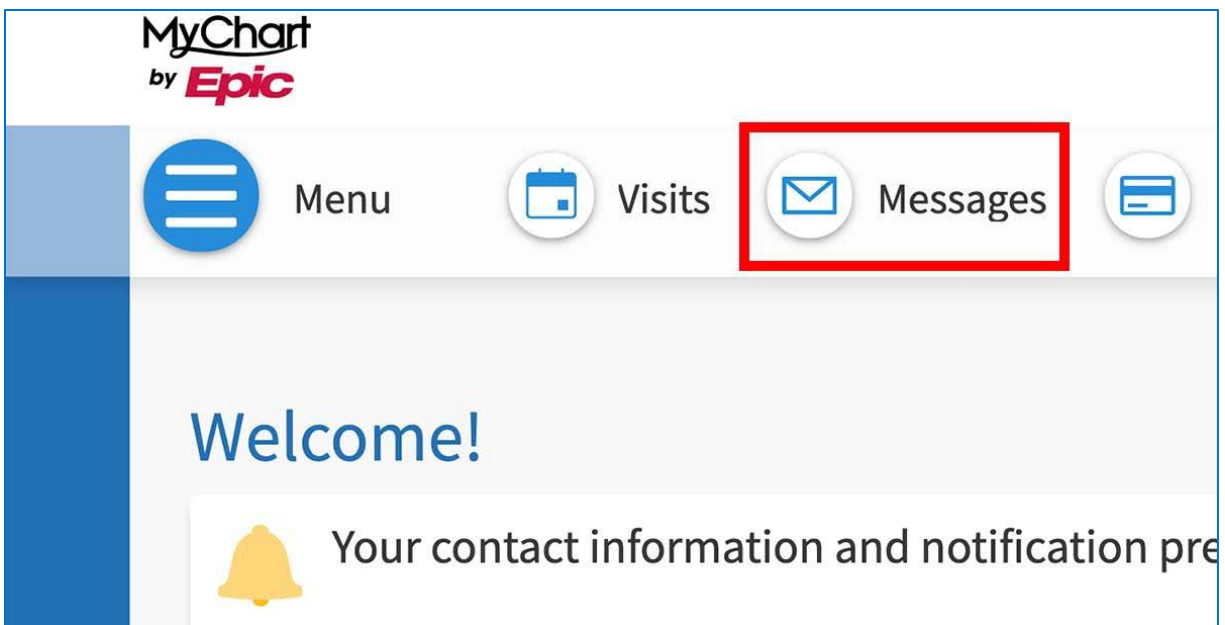 MyChart
by Epic
Menu Visits Messages
Welcome!
Your contact information and notification pre